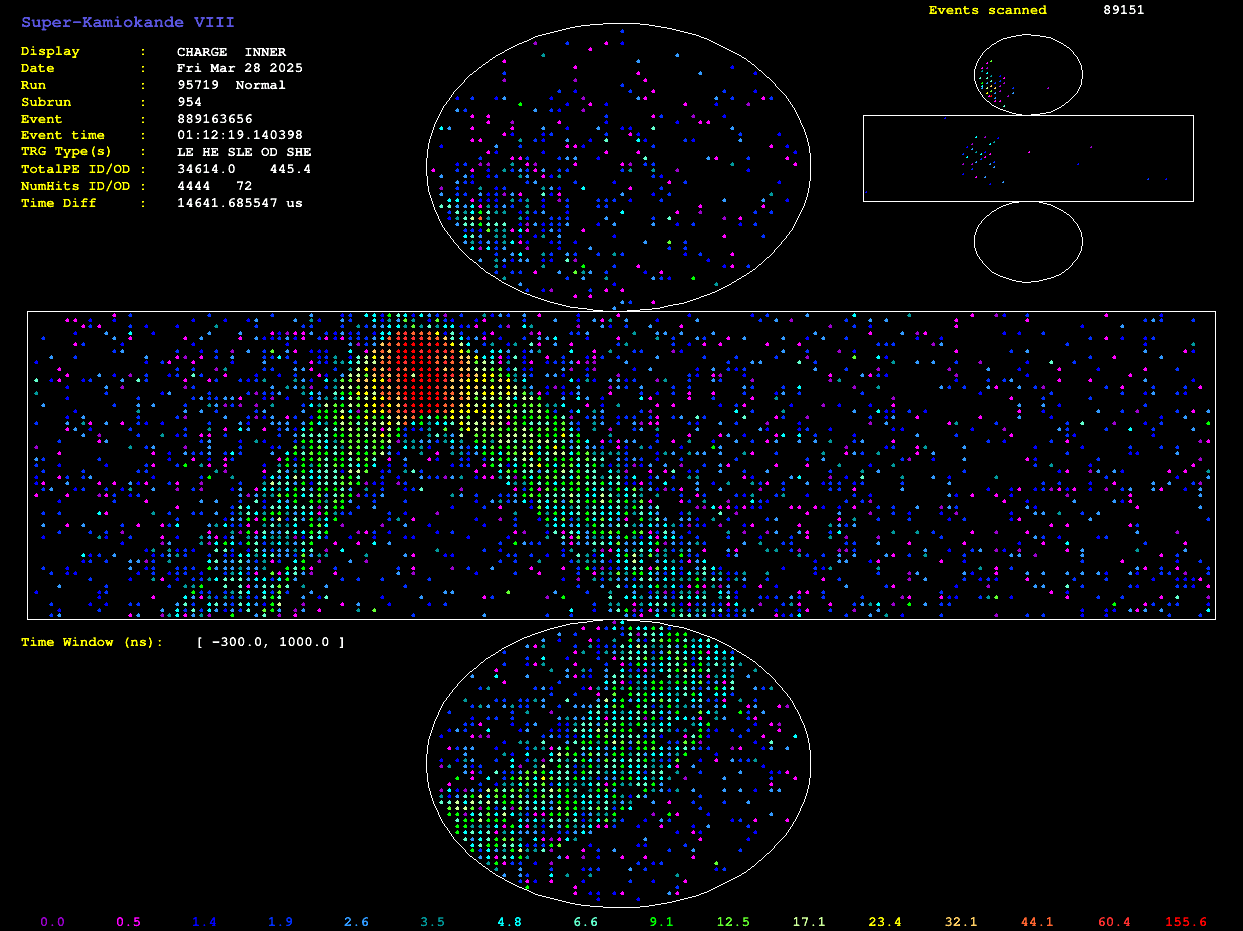 Super-Kamiokande VIII
Events scanned 89151
Display : CHARGE INNER
Date : Fri Mar 28 2025
Run : 95719 Normal
Subrun : 954
Event : 889163656
Event time : 01:12:19.140398
TRG Type(s) : LE HE SLE OD SHE
TotalPE ID/OD : 34614.0 445.4
NumHits ID/OD : 4444 72
Time Diff : 14641.685547 us
Time Window (ns): [ -300.0, 1000.0 ]
0.0 0.5 1.4 1.9 2.6 3.5 4.8 6.6 9.1 12.5 17.1 23.4 32.1 44.1 60.4 155.6